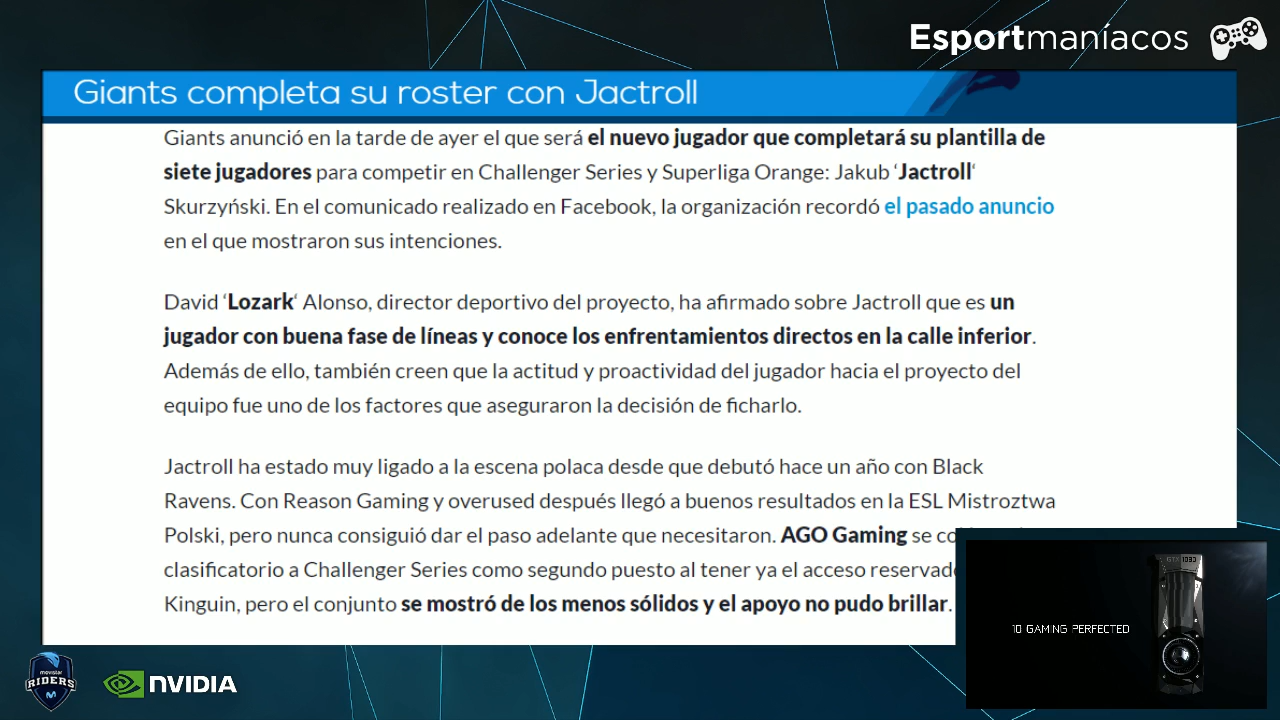 Esportmaníacos
Giants completa su roster con Jactroll
Giants anunció en la tarde de ayer el que será el nuevo jugador que completará su plantilla de
siete jugadores para competir en Challenger Series y Superliga Orange: Jakub ‘Jactroll‘
Skurzyński. En el comunicado realizado en Facebook, la organización recordó el pasado anuncio
en el que mostraron sus intenciones.
David ‘Lozark‘ Alonso, director deportivo del proyecto, ha afirmado sobre Jactroll que es un
jugador con buena fase de líneas y conoce los enfrentamientos directos en la calle inferior.
Además de ello, también creen que la actitud y proactividad del jugador hacia el proyecto del
equipo fue uno de los factores que aseguraron la decisión de ficharlo.
Jactroll ha estado muy ligado a la escena polaca desde que debutó hace un año con Black
Ravens. Con Reason Gaming y overused después llegó a buenos resultados en la ESL Mistroztwa
Polski, pero nunca consiguió dar el paso adelante que necesitaron. AGO Gaming se
clasificatorio a Challenger Series como segundo puesto al tener ya el acceso
Kinguin, pero el conjunto se mostró de los menos sólidos y el apoyo no pudo brillar.
GTX 1080
10 GAMING PERFECTED
movistar
RIDERS
NVIDIA